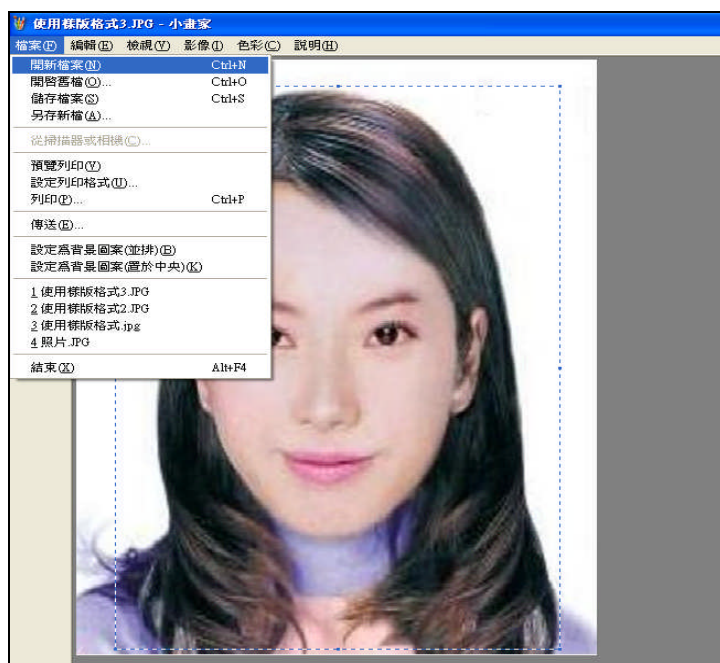 使用樣版格式3.JPG - 小畫家
檔案(F) 編輯(E) 檢視(V) 影像(I) 色彩(C) 說明(H)
開新檔案(N) Ctrl+N
開啓舊檔(O)... Ctrl+O
儲存檔案(S) Ctrl+S
另存新檔(A)...
從掃描器或相機(C)...
預覽列印(V)
設定列印格式(U)...
列印(P)... Ctrl+P
傳送(E)...
設定爲背景圖案(並排)(B)
設定爲背景圖案(置於中央)(K)
1 使用樣版格式3.JPG
2 使用樣版格式2.JPG
3 使用樣版格式.jpg
4 照片.JPG
結束(X) Alt+F4